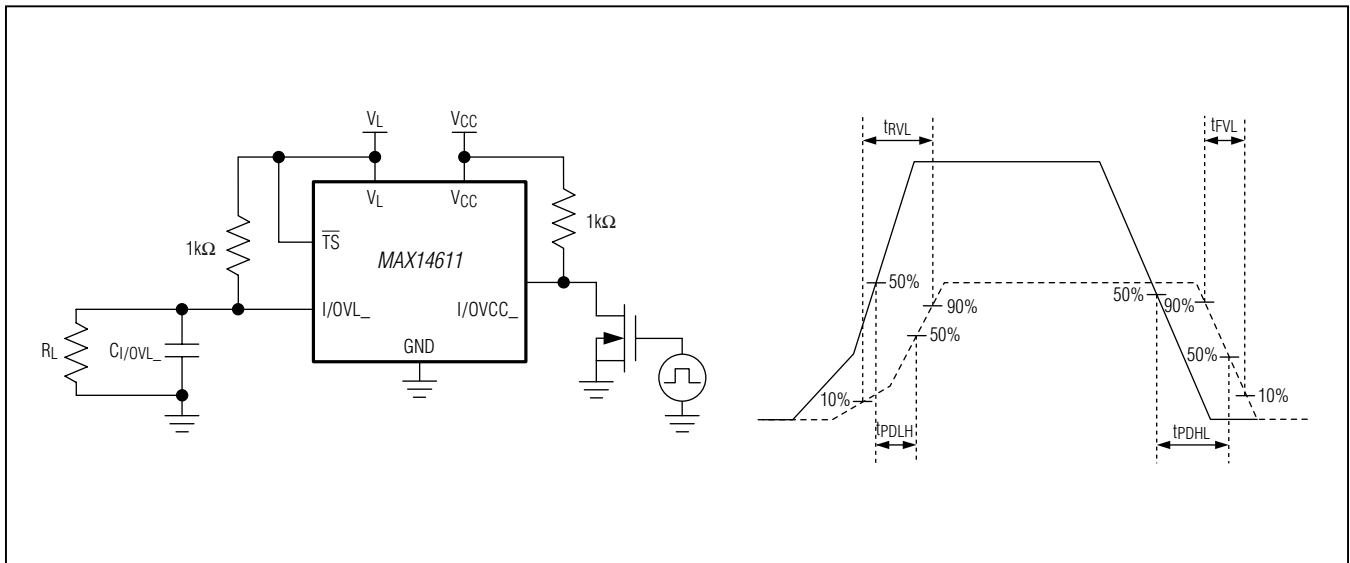 VL VCC
VL VCC
1kΩ 1kΩ
T̅S̅
MAX14611
I/OVL_ I/OVCC_
RL CI/OVL_ GND
tRVL tFVL
50% 50% 90%
90%
50% 50%
10% 10%
tPDLH tPDHL